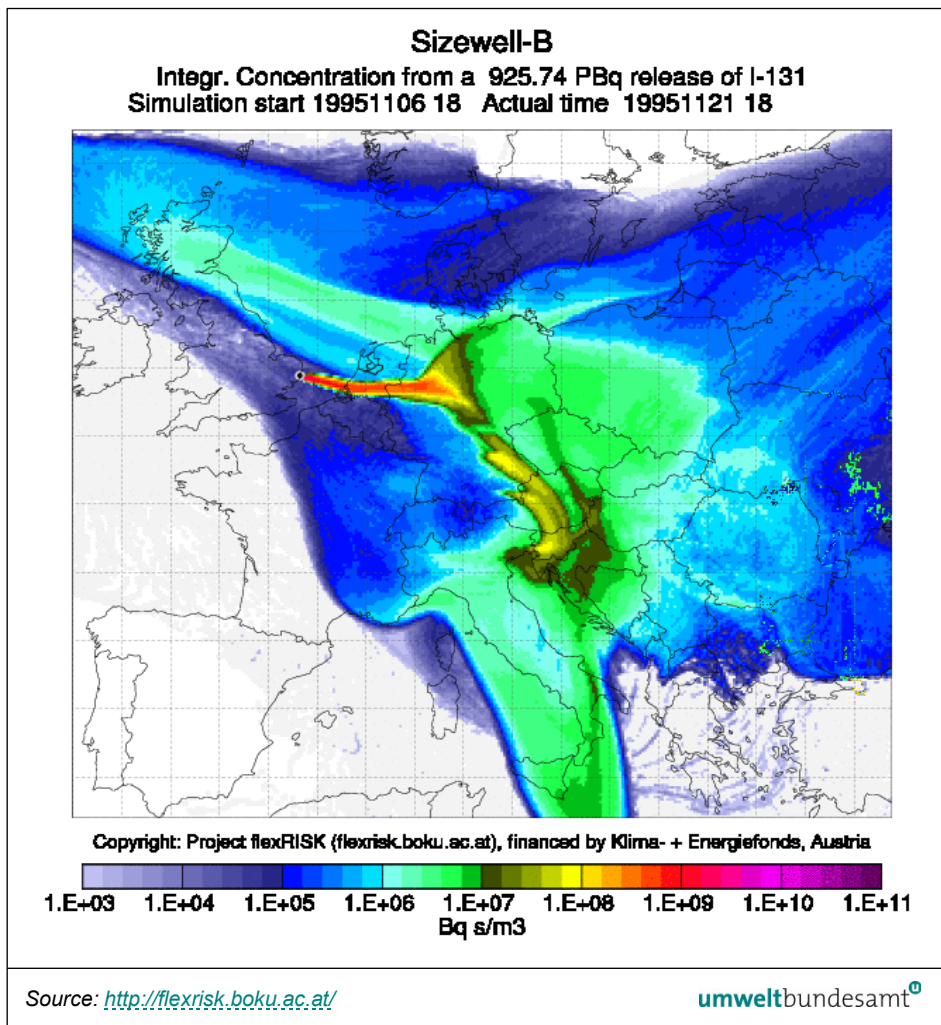 Sizewell-B
Integr. Concentration from a 925.74 PBq release of I-131
Simulation start 19951106 18 Actual time 19951121 18
Copyright: Project flexRISK (flexrisk.boku.ac.at), financed by Klima- + Energiefonds, Austria
1.E+03 1.E+04 1.E+05 1.E+06 1.E+07 1.E+08 1.E+09 1.E+10 1.E+11
Bq s/m3
Source: http://flexrisk.boku.ac.at/
umweltbundesamt u